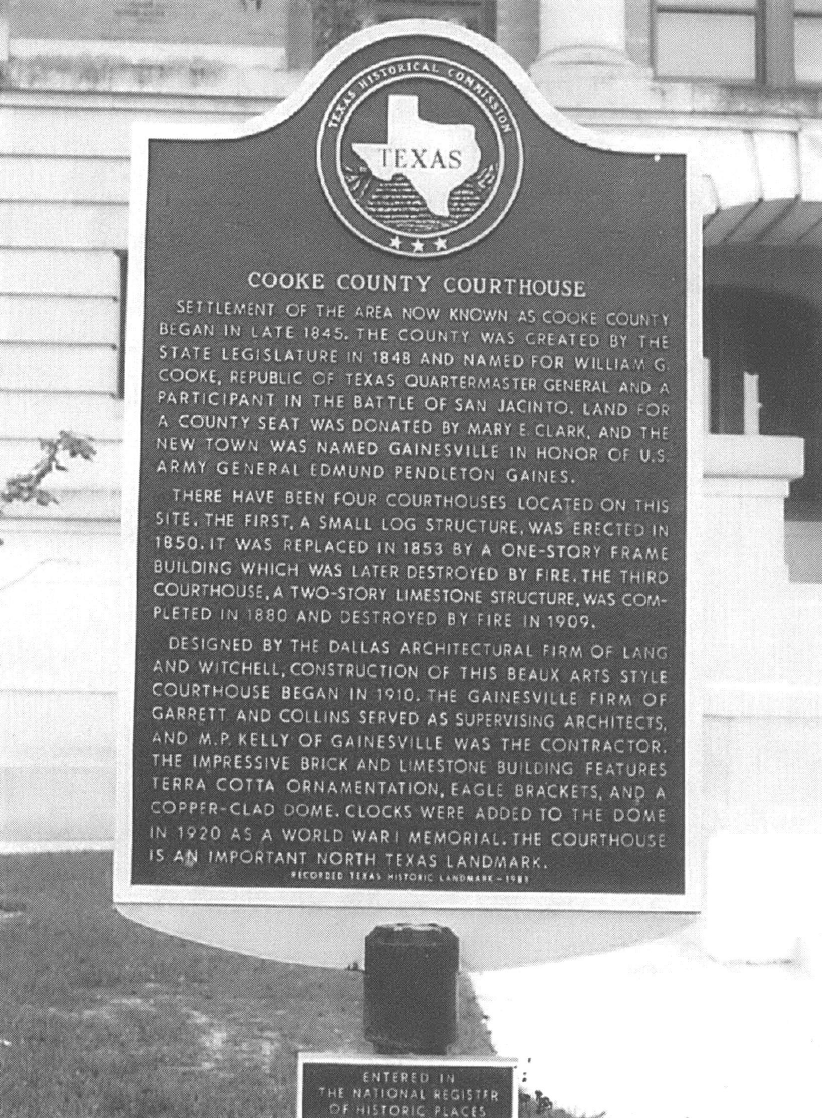 TEXAS HISTORICAL COMMISSION
TEXAS
COOKE COUNTY COURTHOUSE
SETTLEMENT OF THE AREA NOW KNOWN AS COOKE COUNTY
BEGAN IN LATE 1845. THE COUNTY WAS CREATED BY THE
STATE LEGISLATURE IN 1848 AND NAMED FOR WILLIAM G.
COOKE, REPUBLIC OF TEXAS QUARTERMASTER GENERAL AND A
PARTICIPANT IN THE BATTLE OF SAN JACINTO. LAND FOR
A COUNTY SEAT WAS DONATED BY MARY E. CLARK, AND THE
NEW TOWN WAS NAMED GAINESVILLE IN HONOR OF U.S.
ARMY GENERAL EDMUND PENDLETON GAINES.
THERE HAVE BEEN FOUR COURTHOUSES LOCATED ON THIS
SITE. THE FIRST, A SMALL LOG STRUCTURE, WAS ERECTED IN
1850. IT WAS REPLACED IN 1853 BY A ONE-STORY FRAME
BUILDING WHICH WAS LATER DESTROYED BY FIRE. THE THIRD
COURTHOUSE, A TWO-STORY LIMESTONE STRUCTURE, WAS COM-
PLETED IN 1880 AND DESTROYED BY FIRE IN 1909.
DESIGNED BY THE DALLAS ARCHITECTURAL FIRM OF LANG
AND WITCHELL, CONSTRUCTION OF THIS BEAUX ARTS STYLE
COURTHOUSE BEGAN IN 1910. THE GAINESVILLE FIRM OF
GARRETT AND COLLINS SERVED AS SUPERVISING ARCHITECTS,
AND M.P. KELLY OF GAINESVILLE WAS THE CONTRACTOR.
THE IMPRESSIVE BRICK AND LIMESTONE BUILDING FEATURES
TERRA COTTA ORNAMENTATION, EAGLE BRACKETS, AND A
COPPER-CLAD DOME. CLOCKS WERE ADDED TO THE DOME
IN 1920 AS A WORLD WAR I MEMORIAL. THE COURTHOUSE
IS AN IMPORTANT NORTH TEXAS LANDMARK.
RECORDED TEXAS HISTORIC LANDMARK -
ENTERED IN
THE NATIONAL REGISTER
OF HISTORIC PLACES